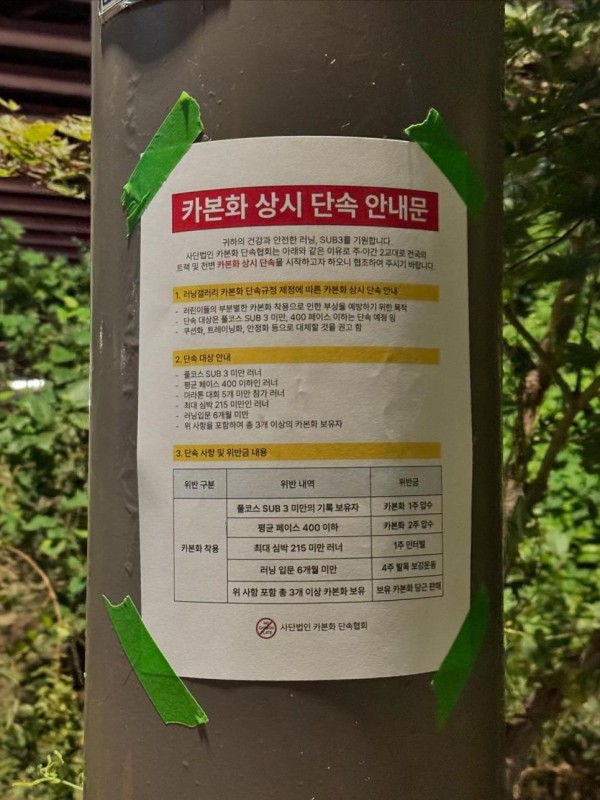 카본화 상시 단속 안내문
귀하의 건강과 안전한 러닝, SUB3를 기원합니다.
사단법인 카본화 단속협회는 아래와 같은 이유로 주·야간 2교대로 전국의
트랙 및 천변 카본화 상시 단속을 시작하고자 하오니 협조하여 주시기 바랍니다.
1. 러닝갤러리 카본화 단속규정 제정에 따른 카본화 상시 단속 안내
- 러린이들의 무분별한 카본화 착용으로 인한 부상을 예방하기 위한 목적
- 단속 대상은 풀코스 SUB 3 미만, 400 페이스 이하는 단속 예정 임
- 쿠션화, 트레이닝화, 안정화 등으로 대체할 것을 권고 함
2. 단속 대상 안내
- 풀코스 SUB 3 미만 러너
- 평균 페이스 400 이하인 러너
- 마라톤 대회 5개 미만 참가 러너
- 최대 심박 215 미만인 러너
- 러닝입문 6개월 미만
- 위 사항을 포함하여 총 3개 이상의 카본화 보유자
3. 단속 사항 및 위반금 내용
위반 구분 위반 내역 위반금
카본화 착용
풀코스 SUB 3 미만의 기록 보유자 카본화 1주 압수
평균 페이스 400 이하 카본화 2주 압수
최대 심박 215 미만 러너 1주 인터벌
러닝 입문 6개월 미만 4주 발목 보강운동
위 사항 포함 총 3개 이상 카본화 보유 보유 카본화 당근 판매
사단법인 카본화 단속협회